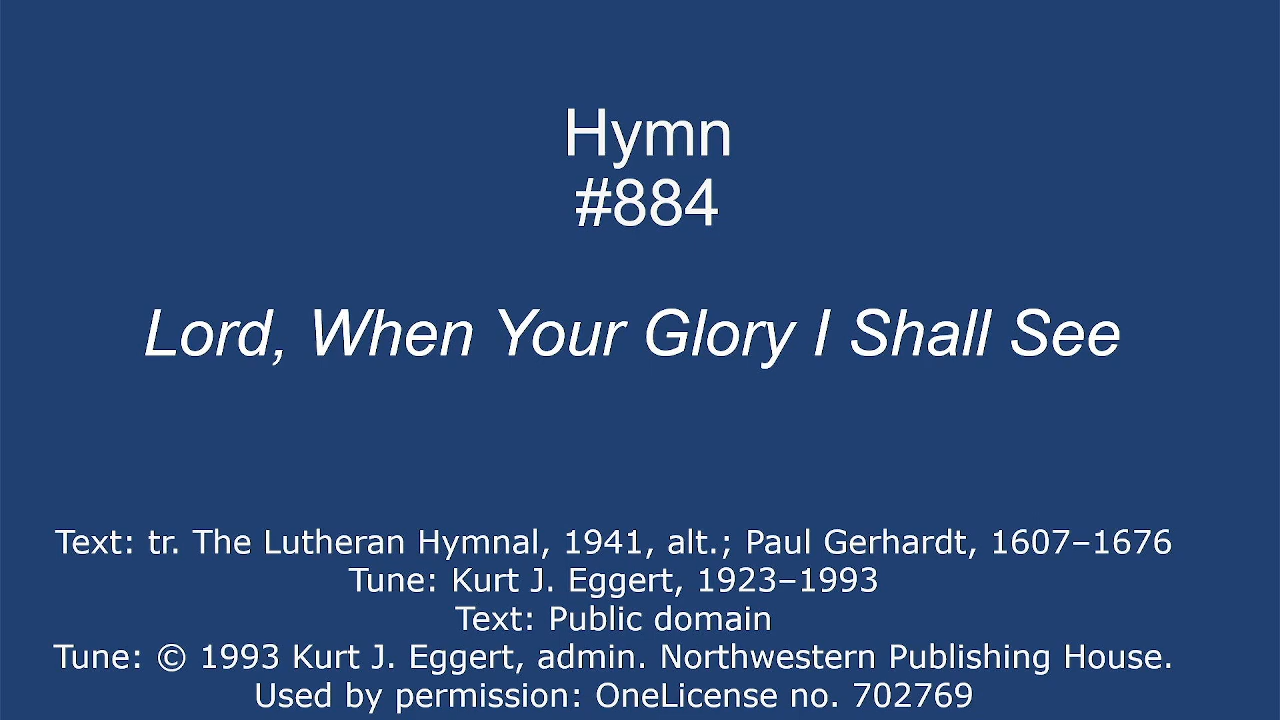 Hymn
#884
Lord, When Your Glory I Shall See
Text: tr. The Lutheran Hymnal, 1941, alt.; Paul Gerhardt, 1607–1676
Tune: Kurt J. Eggert, 1923–1993
Text: Public domain
Tune: © 1993 Kurt J. Eggert, admin. Northwestern Publishing House.
Used by permission: OneLicense no. 702769